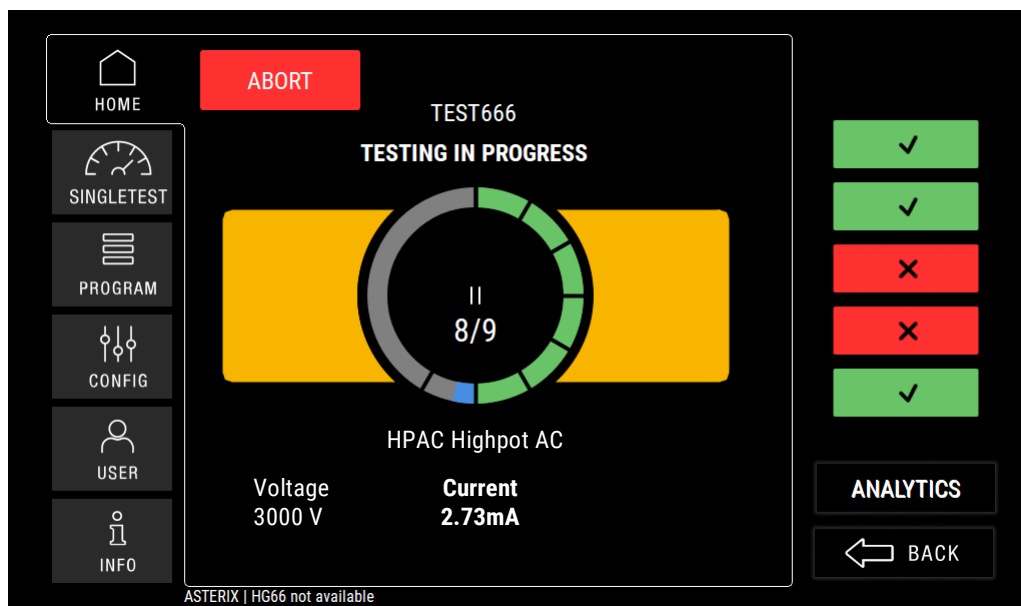 HOME
SINGLETEST
PROGRAM
CONFIG
USER
INFO
ABORT
TEST666
TESTING IN PROGRESS
8/9
HPAC Highpot AC
Voltage Current
3000 V 2.73mA
ANALYTICS
BACK
ASTERIX | HG66 not available